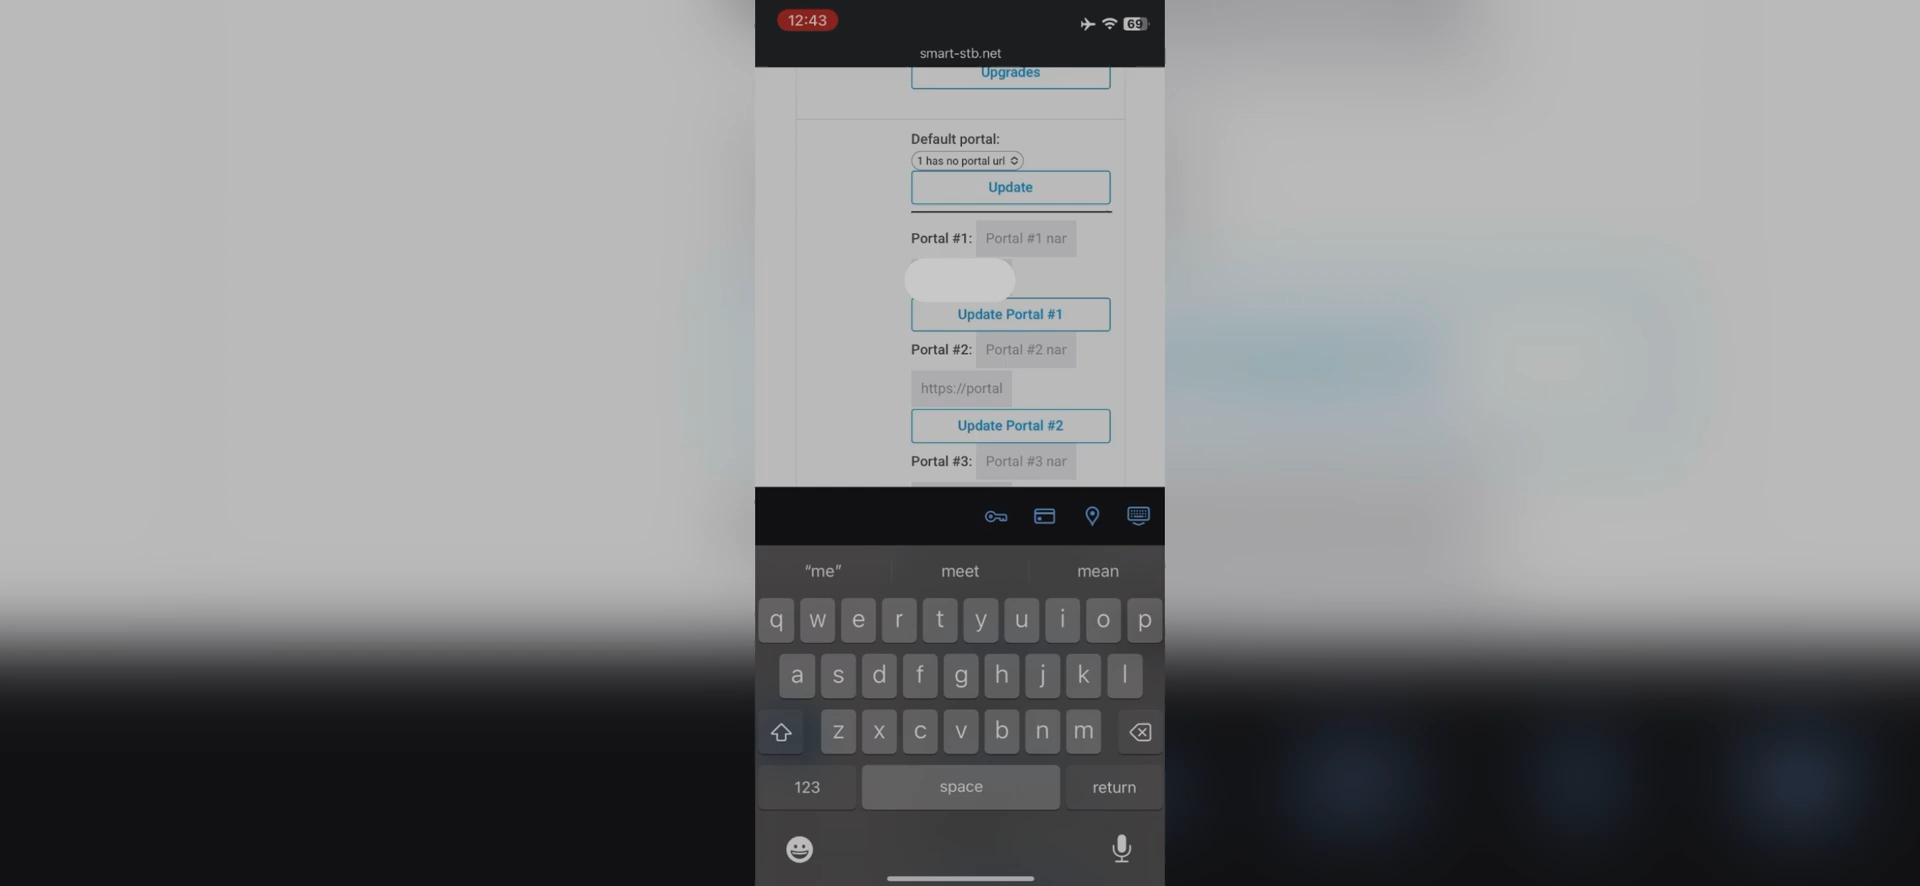 12:43
69
smart-stb.net
Upgrades
Default portal:
1 has no portal url
Update
Portal #1: Portal #1 nar
Update Portal #1
Portal #2: Portal #2 nar
https://portal
Update Portal #2
Portal #3: Portal #3 nar
“me” meet mean
q w e r t y u i o p
a s d f g h j k l
z x c v b n m
123 space return